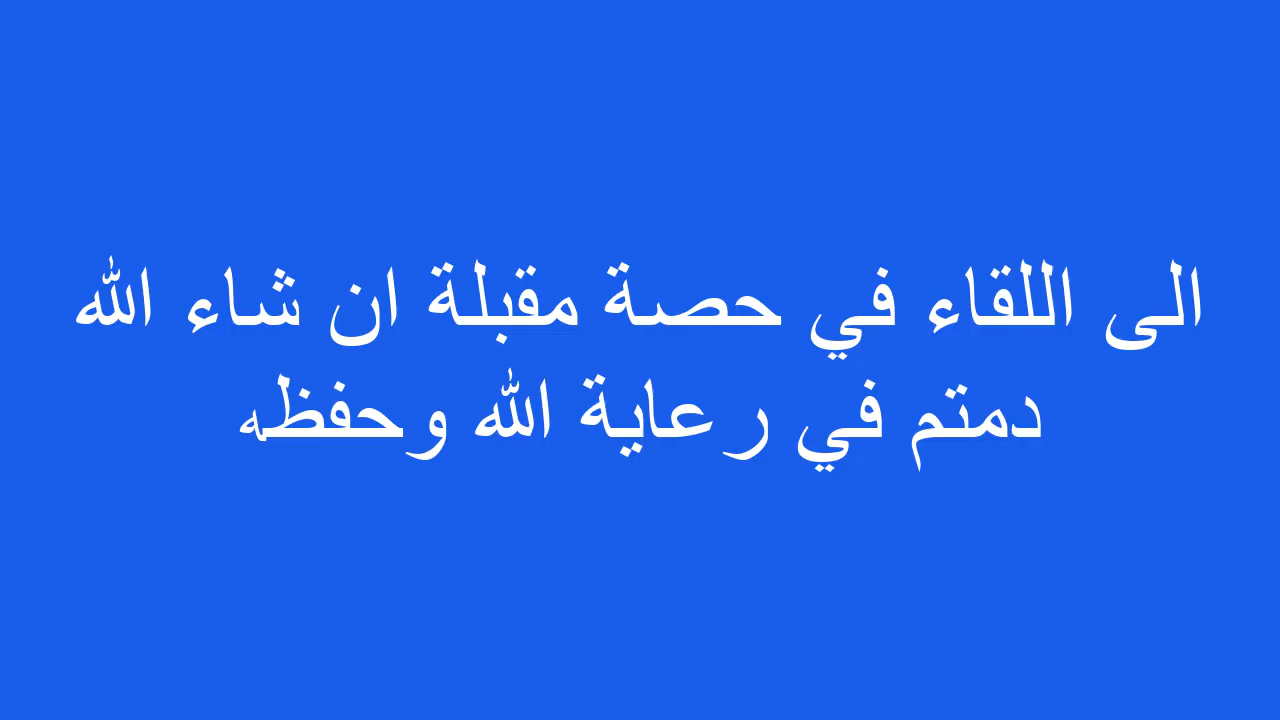 الى اللقاء في حصة مقبلة ان شاء الله
دمتم في رعاية الله وحفظه